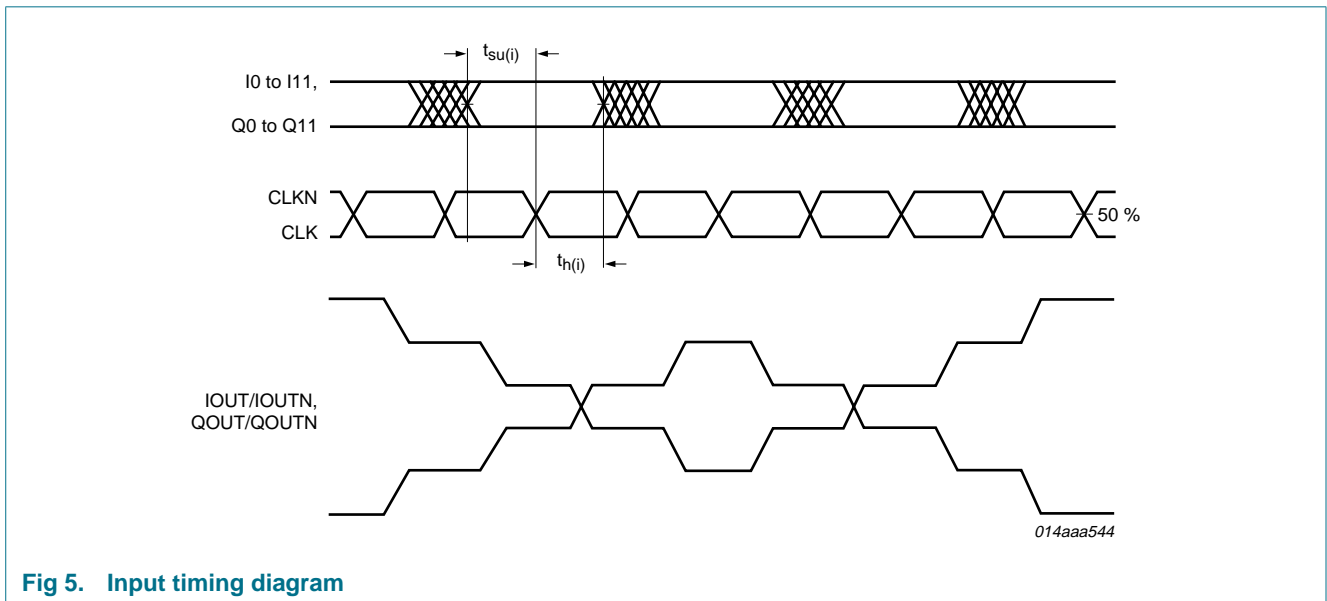 tsu(i)
I0 to I11,
Q0 to Q11
CLKN
CLK
50 %
th(i)
IOUT/IOUTN,
QOUT/QOUTN
014aaa544
Fig 5. Input timing diagram